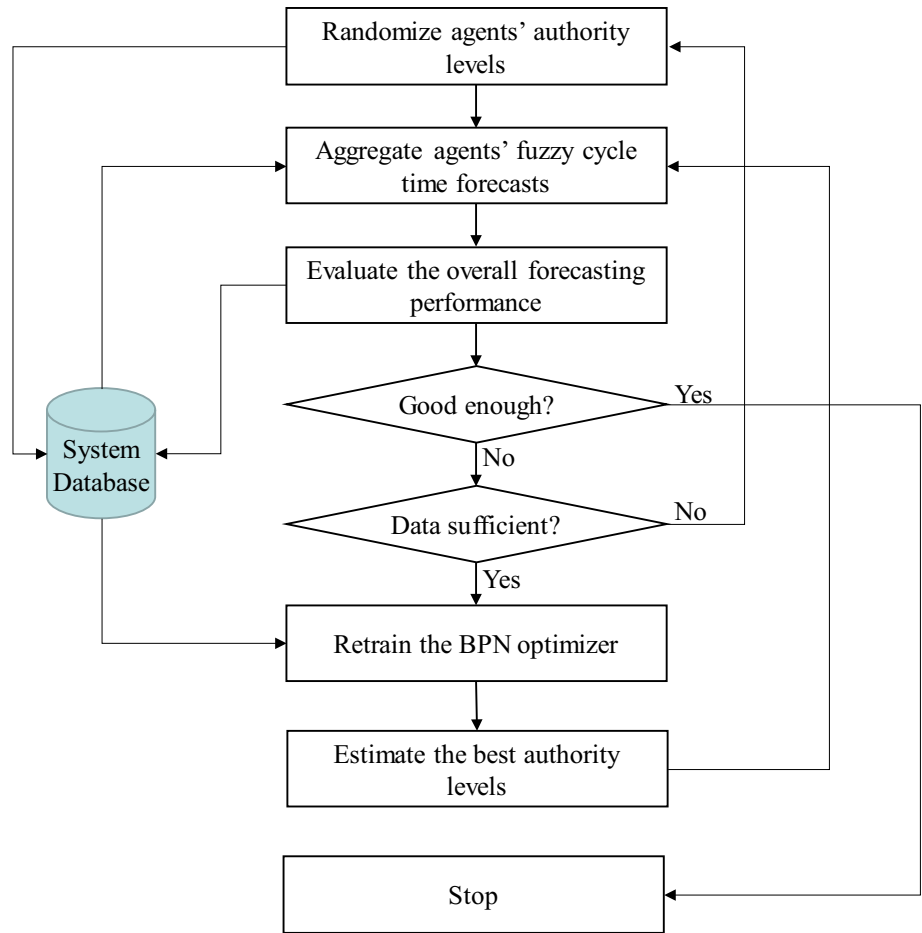 Randomize agents’ authority
levels
Aggregate agents’ fuzzy cycle
time forecasts
Evaluate the overall forecasting
performance
Good enough?
Yes
No
System
Database
Data sufficient?
No
Yes
Retrain the BPN optimizer
Estimate the best authority
levels
Stop